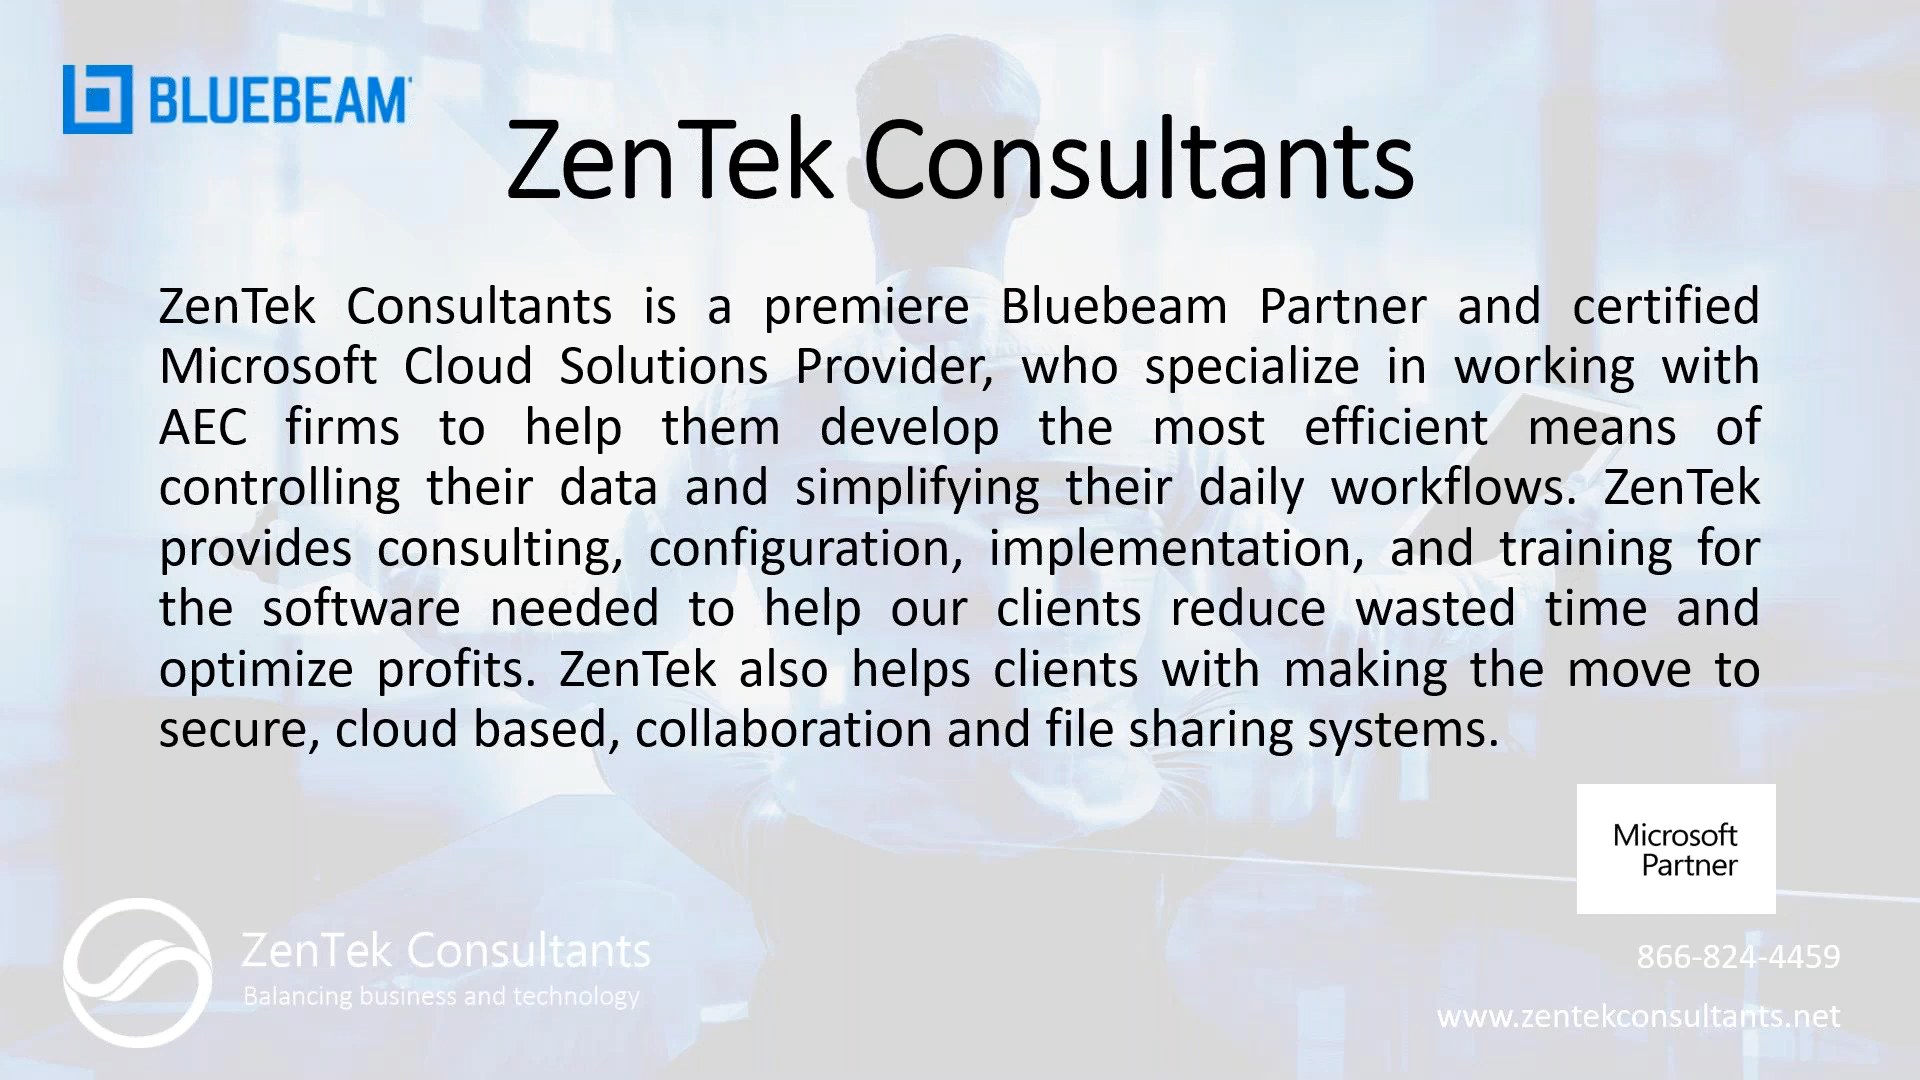 BLUEBEAM
ZenTek Consultants
ZenTek Consultants is a premiere Bluebeam Partner and certified
Microsoft Cloud Solutions Provider, who specialize in working with
AEC firms to help them develop the most efficient means of
controlling their data and simplifying their daily workflows. ZenTek
provides consulting, configuration, implementation, and training for
the software needed to help our clients reduce wasted time and
optimize profits. ZenTek also helps clients with making the move to
secure, cloud based, collaboration and file sharing systems.
Microsoft
Partner
ZenTek Consultants
Balancing business and technology
866-824-4459
www.zentekconsultants.net